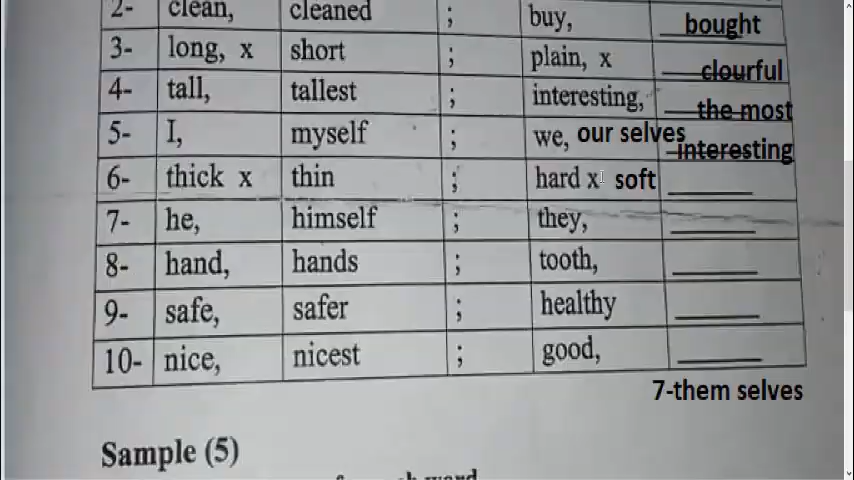 2- clean, cleaned ; buy, bought
3- long, x short ; plain, x clourful
4- tall, tallest ; interesting, the most
interesting
5- I, myself ; we, our selves
6- thick x thin ; hard x soft
7- he, himself ; they,
8- hand, hands ; tooth,
9- safe, safer ; healthy
10- nice, nicest ; good,
7-them selves
Sample (5)